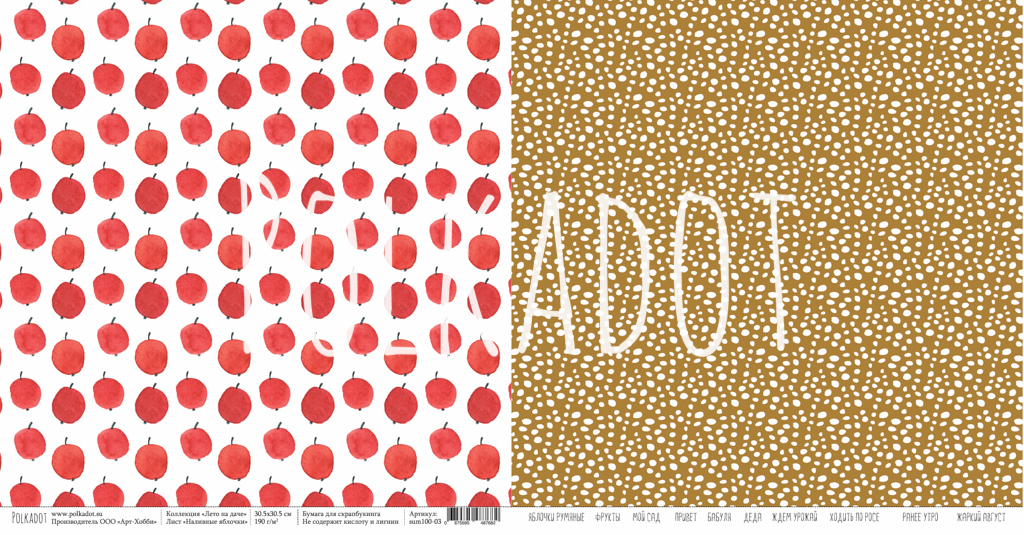 POLKADOT
POLKADOT
www.polkadot.su
Производитель ООО «Арт-Хобби»
Коллекция «Лето на даче»
Лист «Наливные яблочки»
30.5х30.5 см
190 г/м²
Бумага для скрапбукинга
Не содержит кислоту и лигнин
Артикул:
sum100-03
ЯБЛОЧКИ РУМЯНЫЕ ФРУКТЫ МОЙ САД ПРИВЕТ БАБУЛЯ ДЕДА ЖДЕМ УРОЖАЙ ХОДИТЬ ПО РОСЕ РАНЕЕ УТРО ЖАРКИЙ АВГУСТ